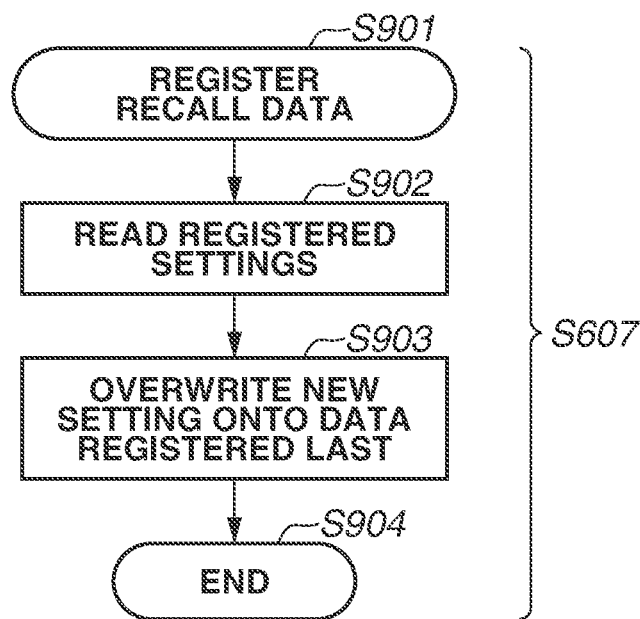 S901
REGISTER
RECALL DATA
S902
READ REGISTERED
SETTINGS
S607
S903
OVERWRITE NEW
SETTING ONTO DATA
REGISTERED LAST
S904
END